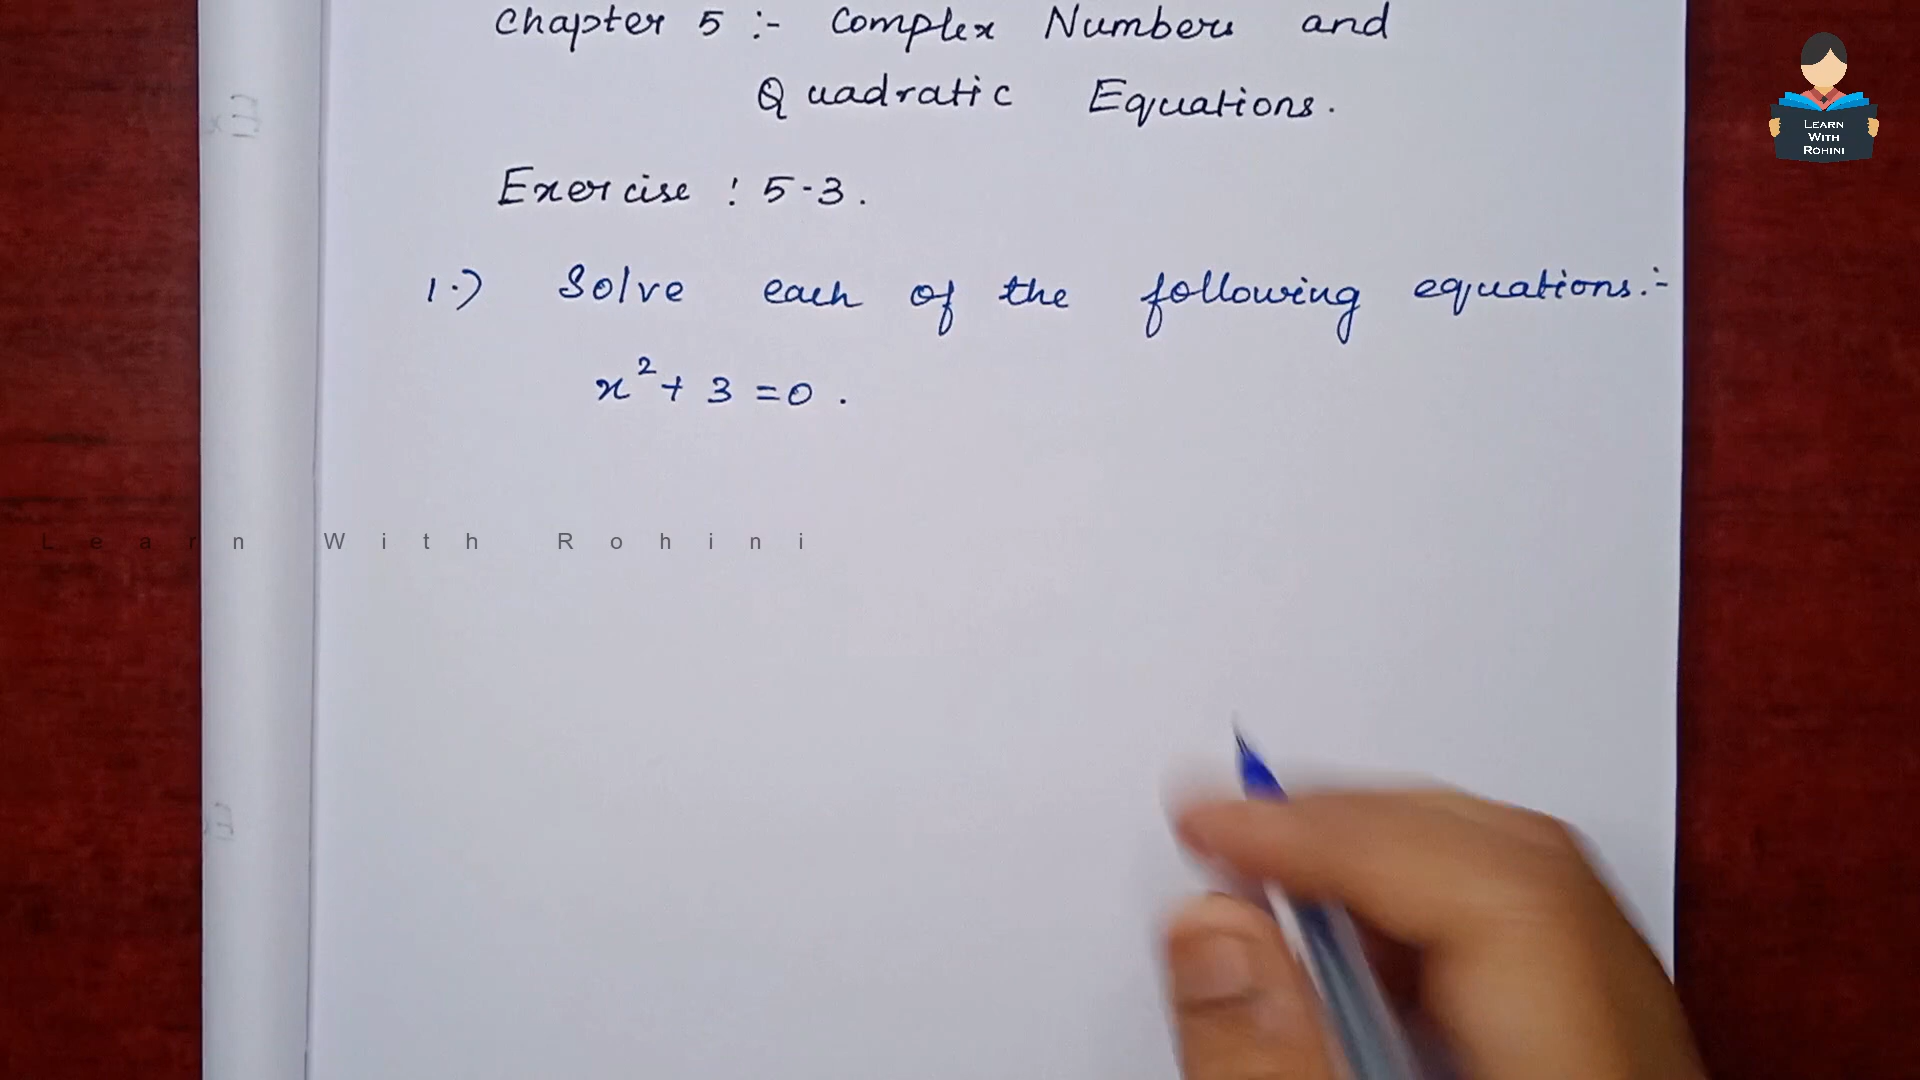 Chapter 5 :- Complex Numbers and
Quadratic Equations.
Exercise : 5.3.
1.) Solve each of the following equations:-
x² + 3 = 0.
Learn With Rohini
LEARN
WITH
ROHINI